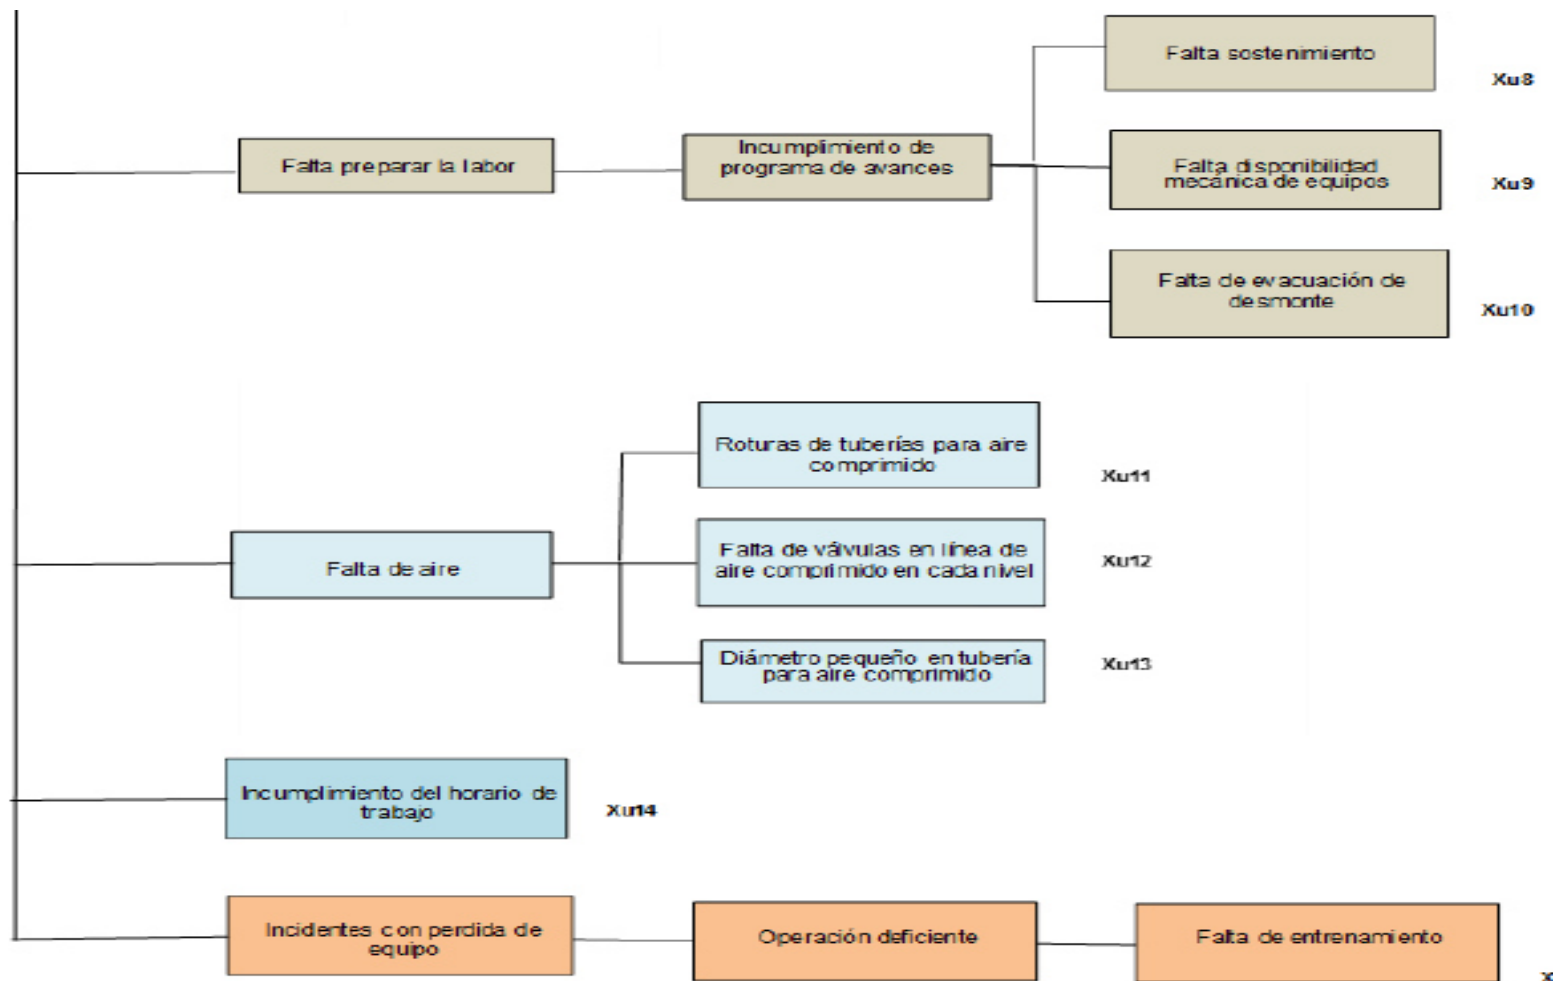 Falta sostenimiento
Xu8
Falta preparar la labor
Incumplimiento de
programa de avances
Falta disponibilidad
mecánica de equipos
Xu9
Falta de evacuación de
desmonte
Xu10
Roturas de tuberías para aire
comprimido
Xu11
Falta de aire
Falta de válvulas en línea de
aire comprimido en cada nivel
Xu12
Diámetro pequeño en tubería
para aire comprimido
Xu13
Incumplimiento del horario de
trabajo
Xu14
Incidentes con perdida de
equipo
Operación deficiente
Falta de entrenamiento